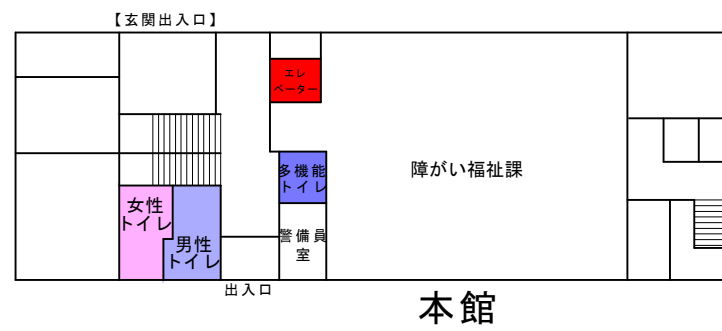 【玄関出入口】
エレ
ベーター
多機能
トイレ
障がい福祉課
女性
トイレ
男性
トイレ
警備員
室
出入口
本館